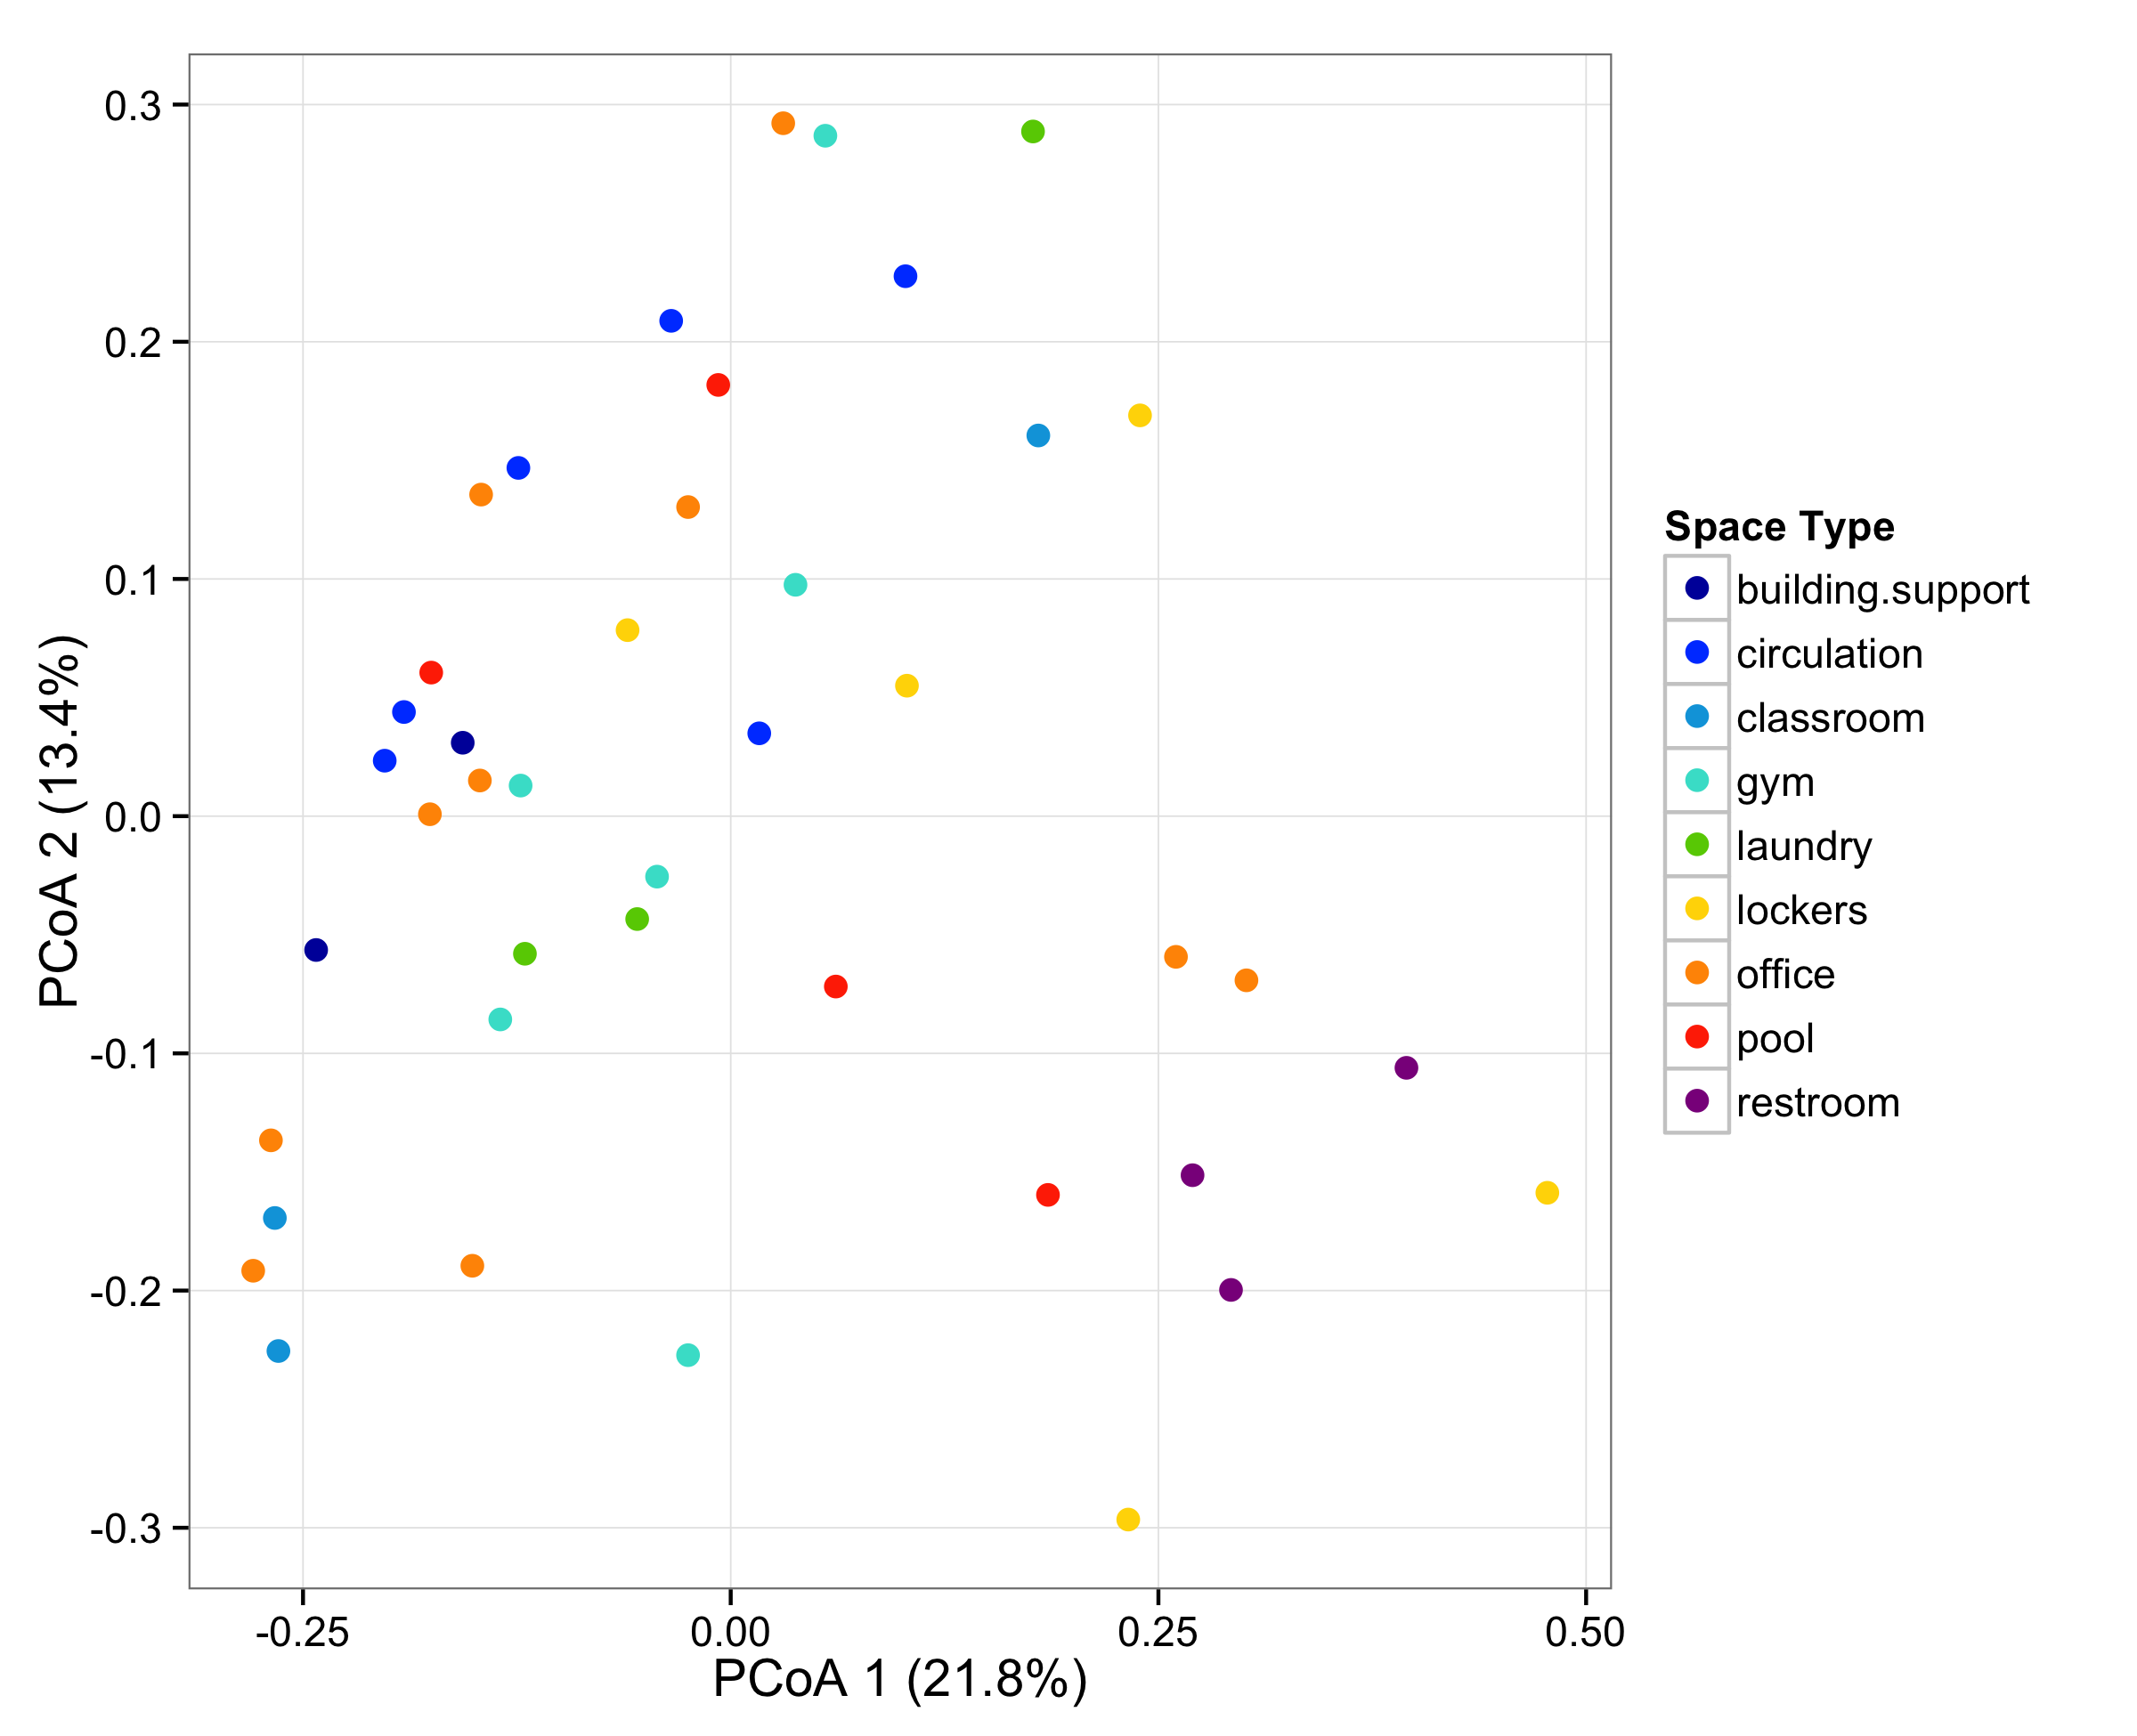 0.3
0.2
0.1
0.0
-0.1
-0.2
-0.3
PCoA 2 (13.4%)
-0.25
0.00
0.25
0.50
PCoA 1 (21.8%)
Space Type
building.support
circulation
classroom
gym
laundry
lockers
office
pool
restroom